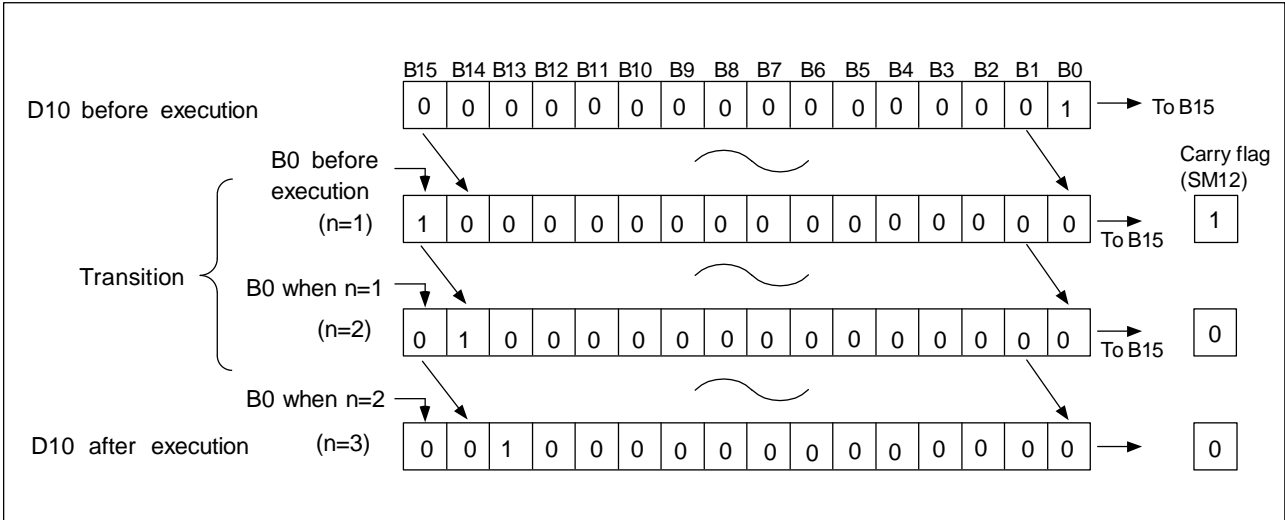 B15 B14 B13 B12 B11 B10 B9 B8 B7 B6 B5 B4 B3 B2 B1 B0
D10 before execution 0 0 0 0 0 0 0 0 0 0 0 0 0 0 0 1 To B15
B0 before
execution
(n=1) 1 0 0 0 0 0 0 0 0 0 0 0 0 0 0 0 To B15
Carry flag
(SM12)
1
Transition
B0 when n=1
(n=2) 0 1 0 0 0 0 0 0 0 0 0 0 0 0 0 0 To B15 0
B0 when n=2
D10 after execution (n=3) 0 0 1 0 0 0 0 0 0 0 0 0 0 0 0 0 0